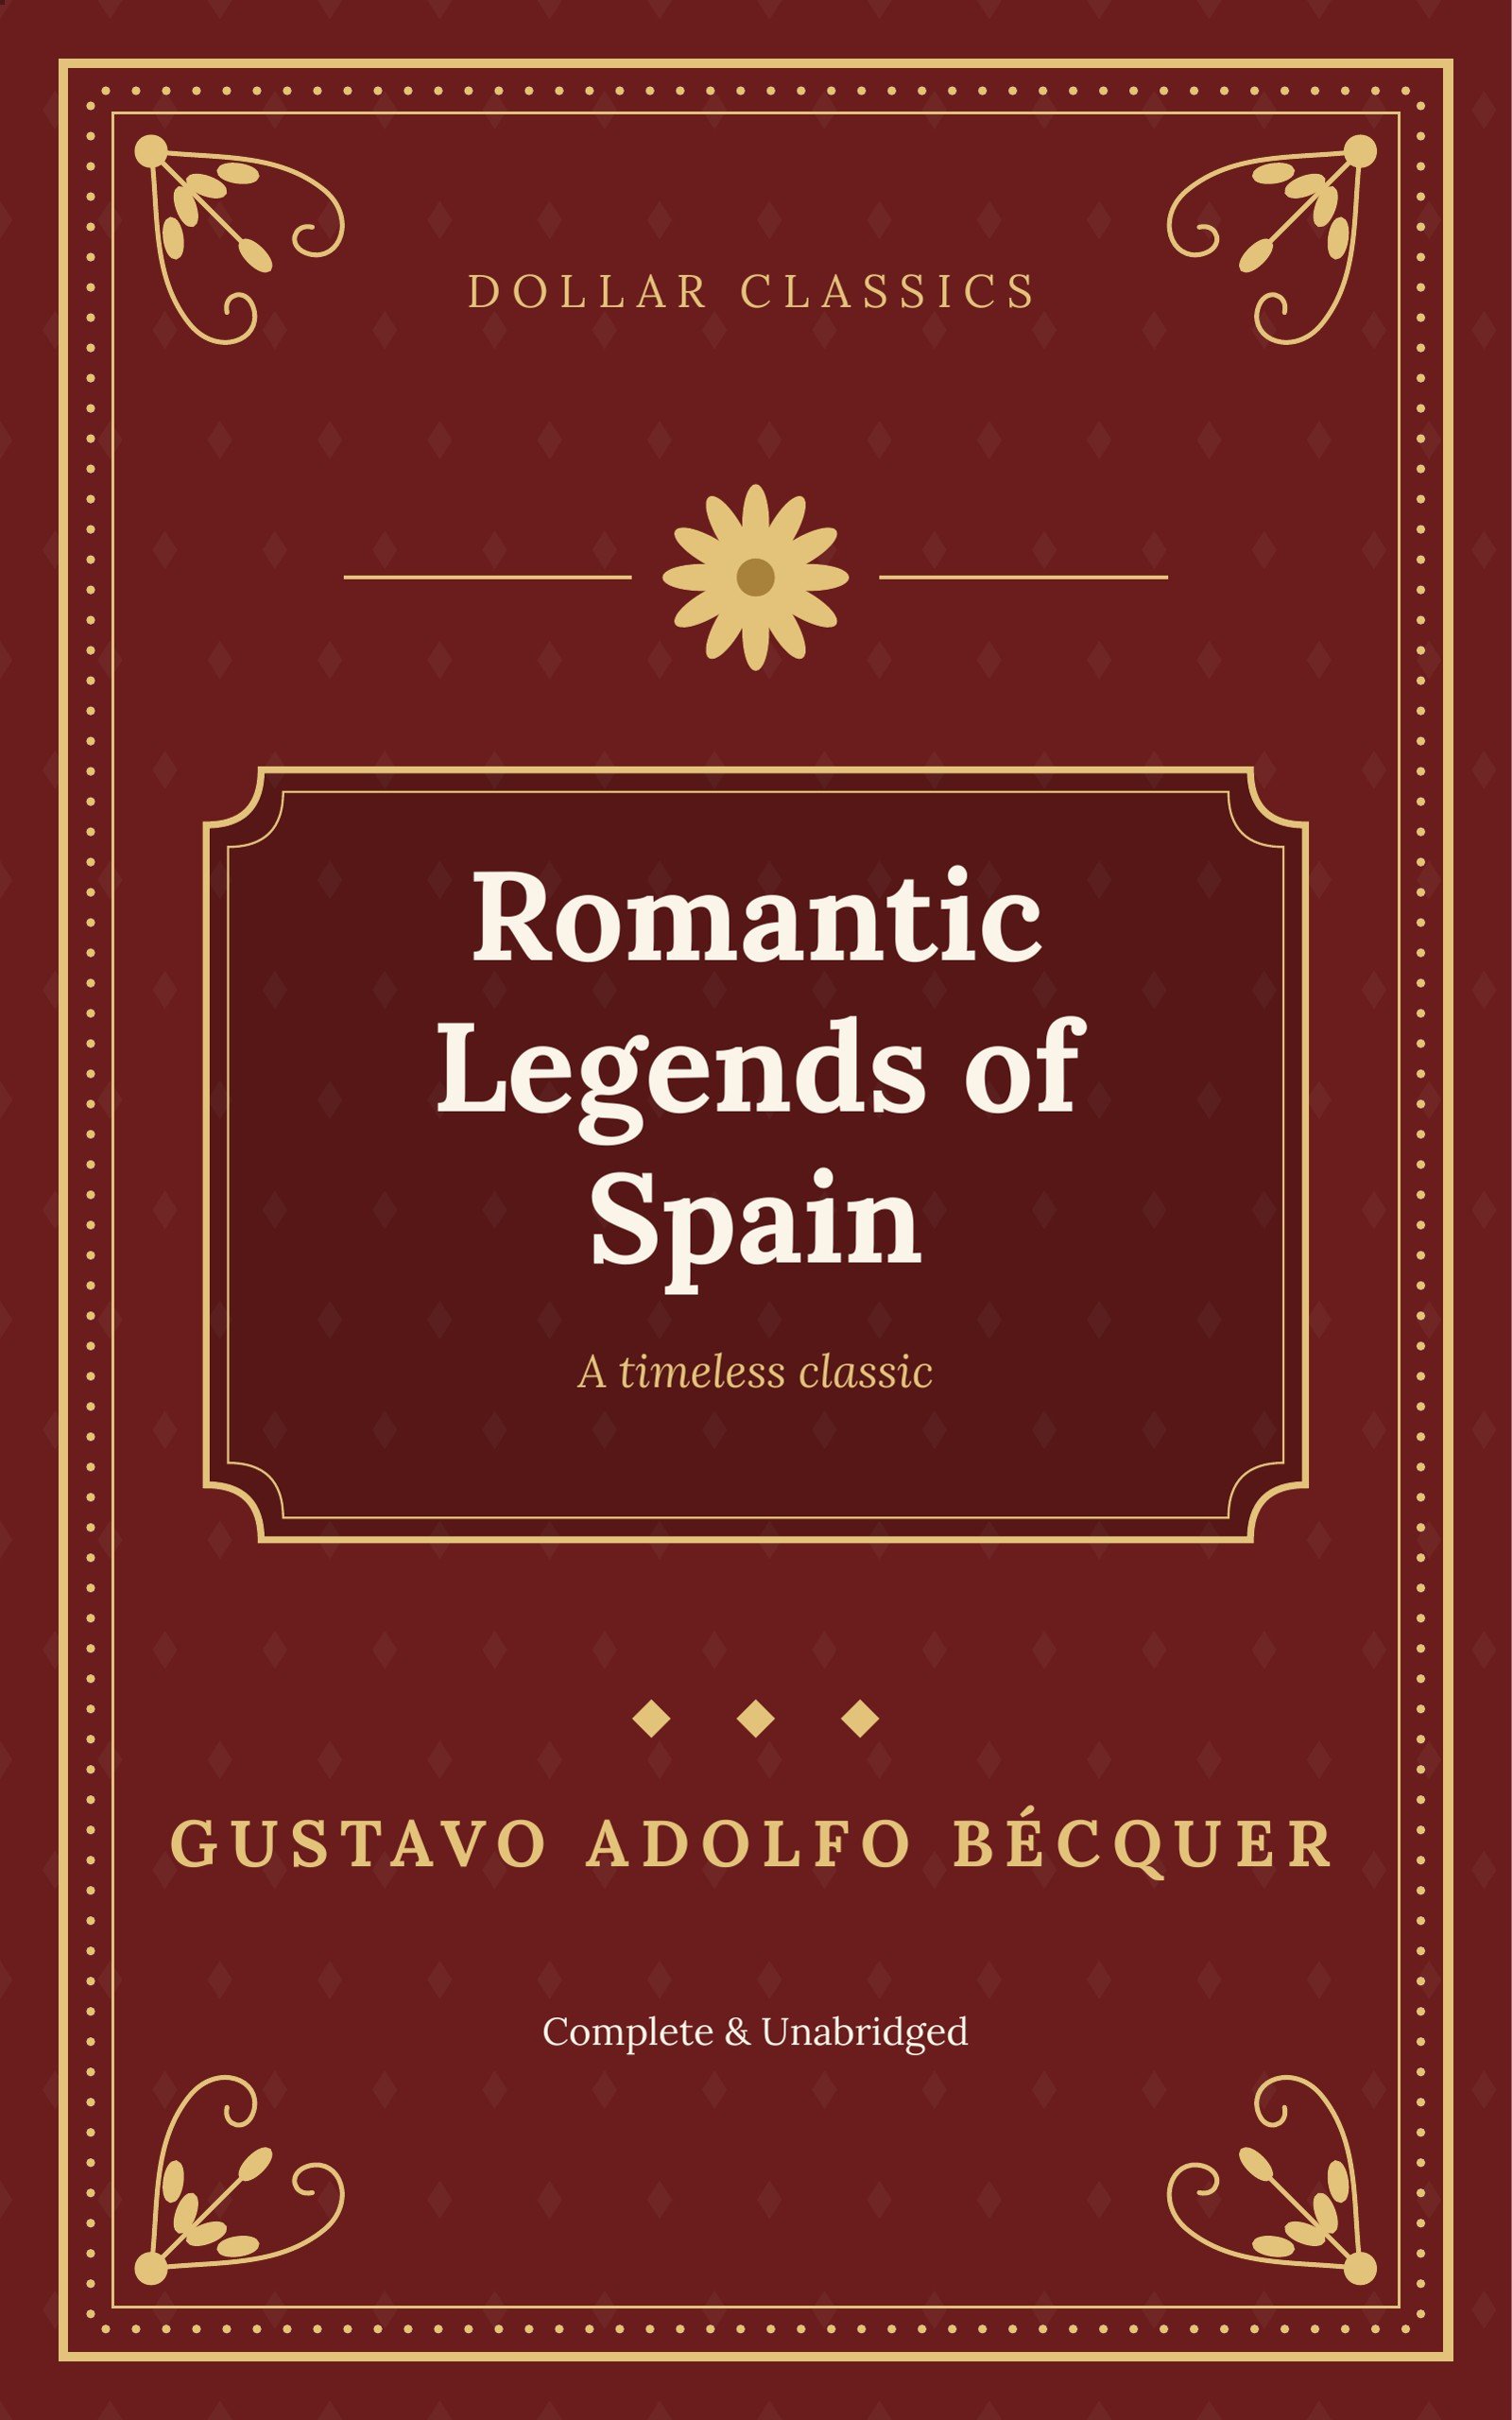 DOLLAR CLASSICS
Romantic
Legends of
Spain
A timeless classic
GUSTAVO ADOLFO BÉCQUER
Complete & Unabridged